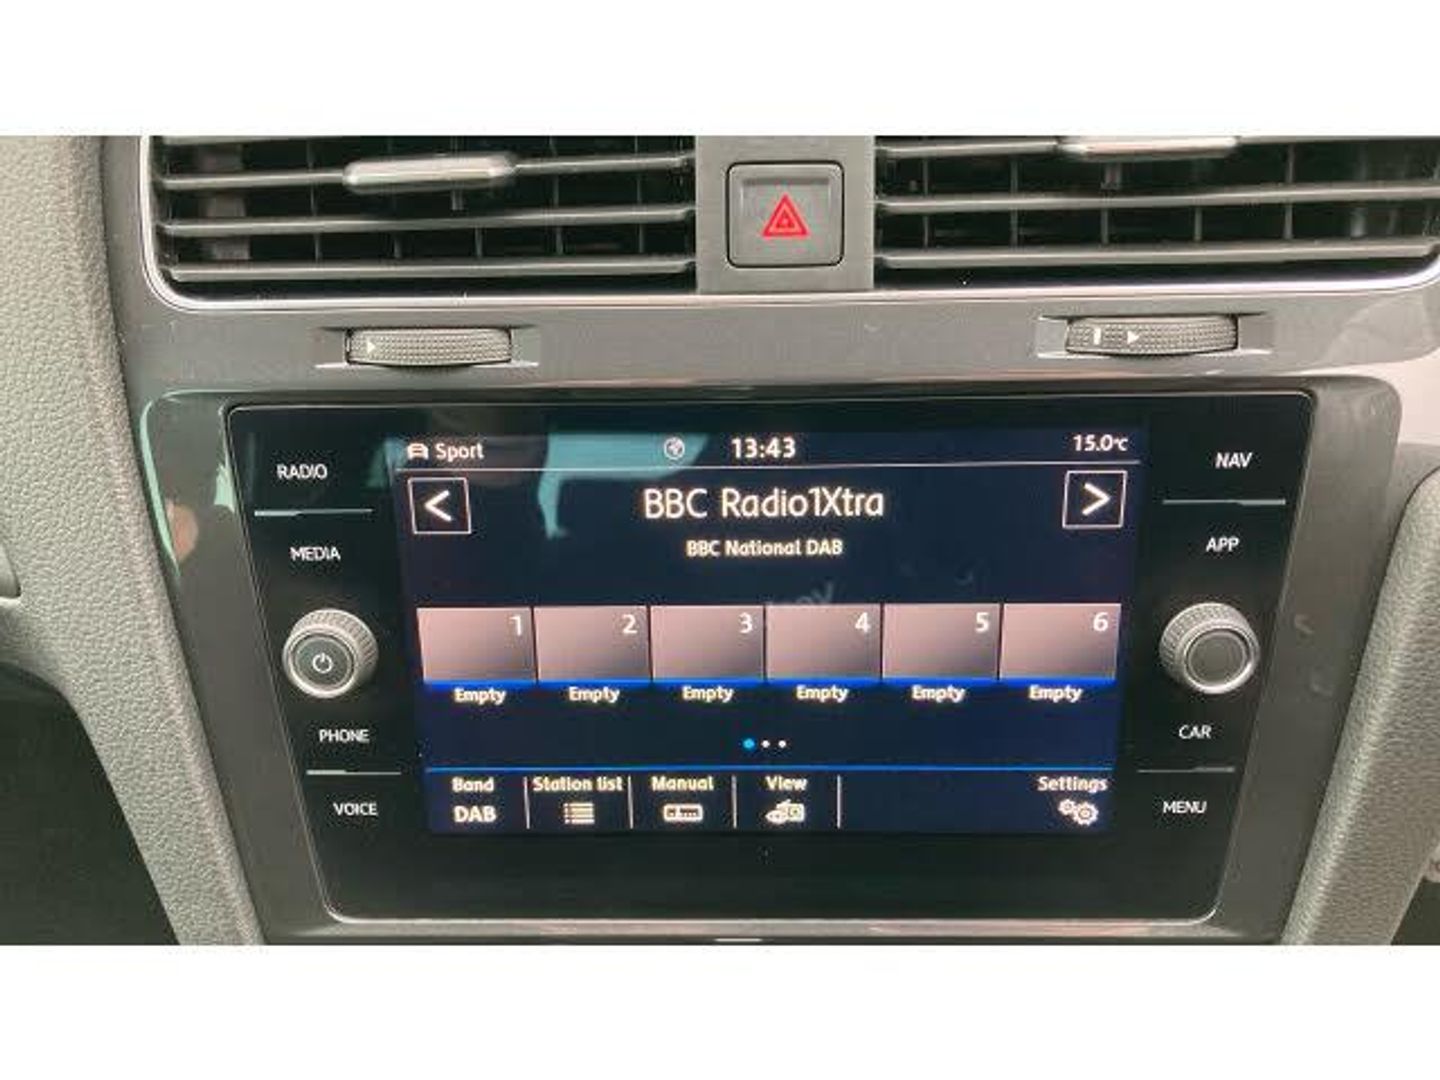 Sport 13:43 15.0°C
RADIO NAV
< BBC Radio1Xtra >
BBC National DAB
MEDIA APP
1 2 3 4 5 6
Empty Empty Empty Empty Empty Empty
PHONE CAR
Band Station list Manual View Settings
DAB
VOICE MENU